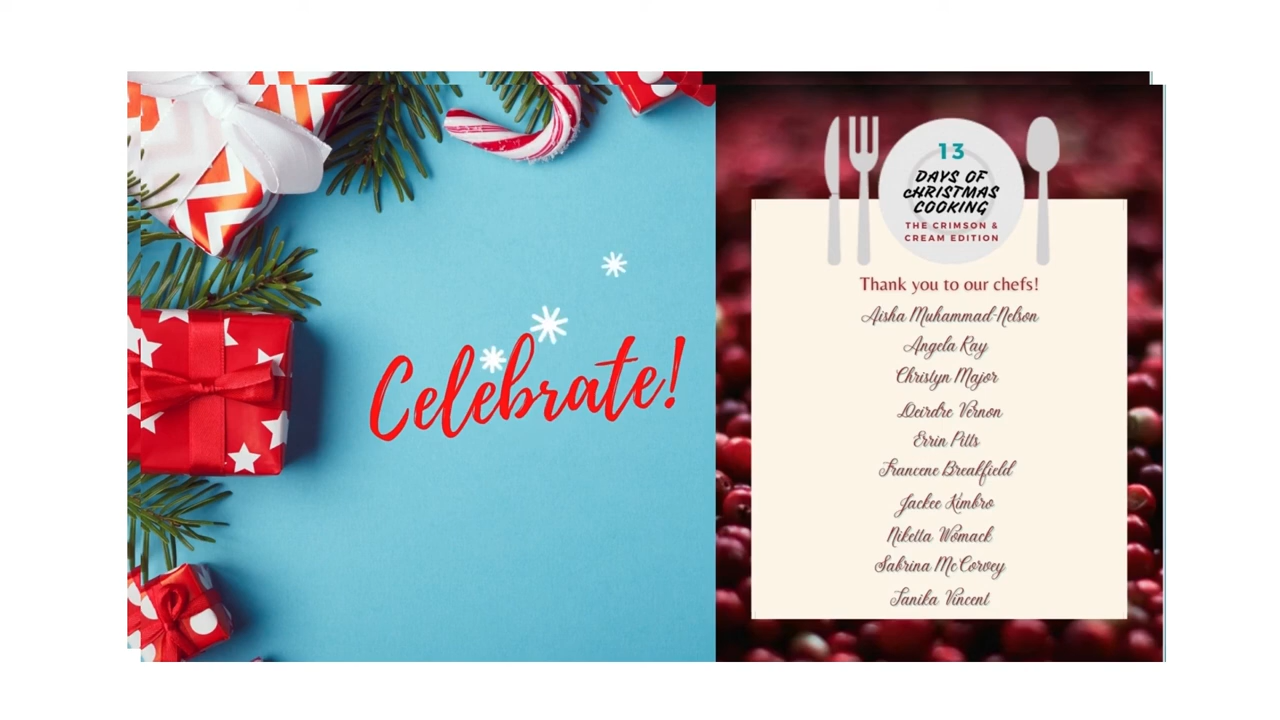 Celebrate!
13
DAYS OF
CHRISTMAS
COOKING
THE CRIMSON &
CREAM EDITION
Thank you to our chefs!
Aisha Muhammad-Nelson
Angela Ray
Christyn Major
Deirdre Vernon
Errin Pitts
Francene Breakfield
Jackee Kimbro
Niketta Womack
Sabrina McCorvey
Tanika Vincent